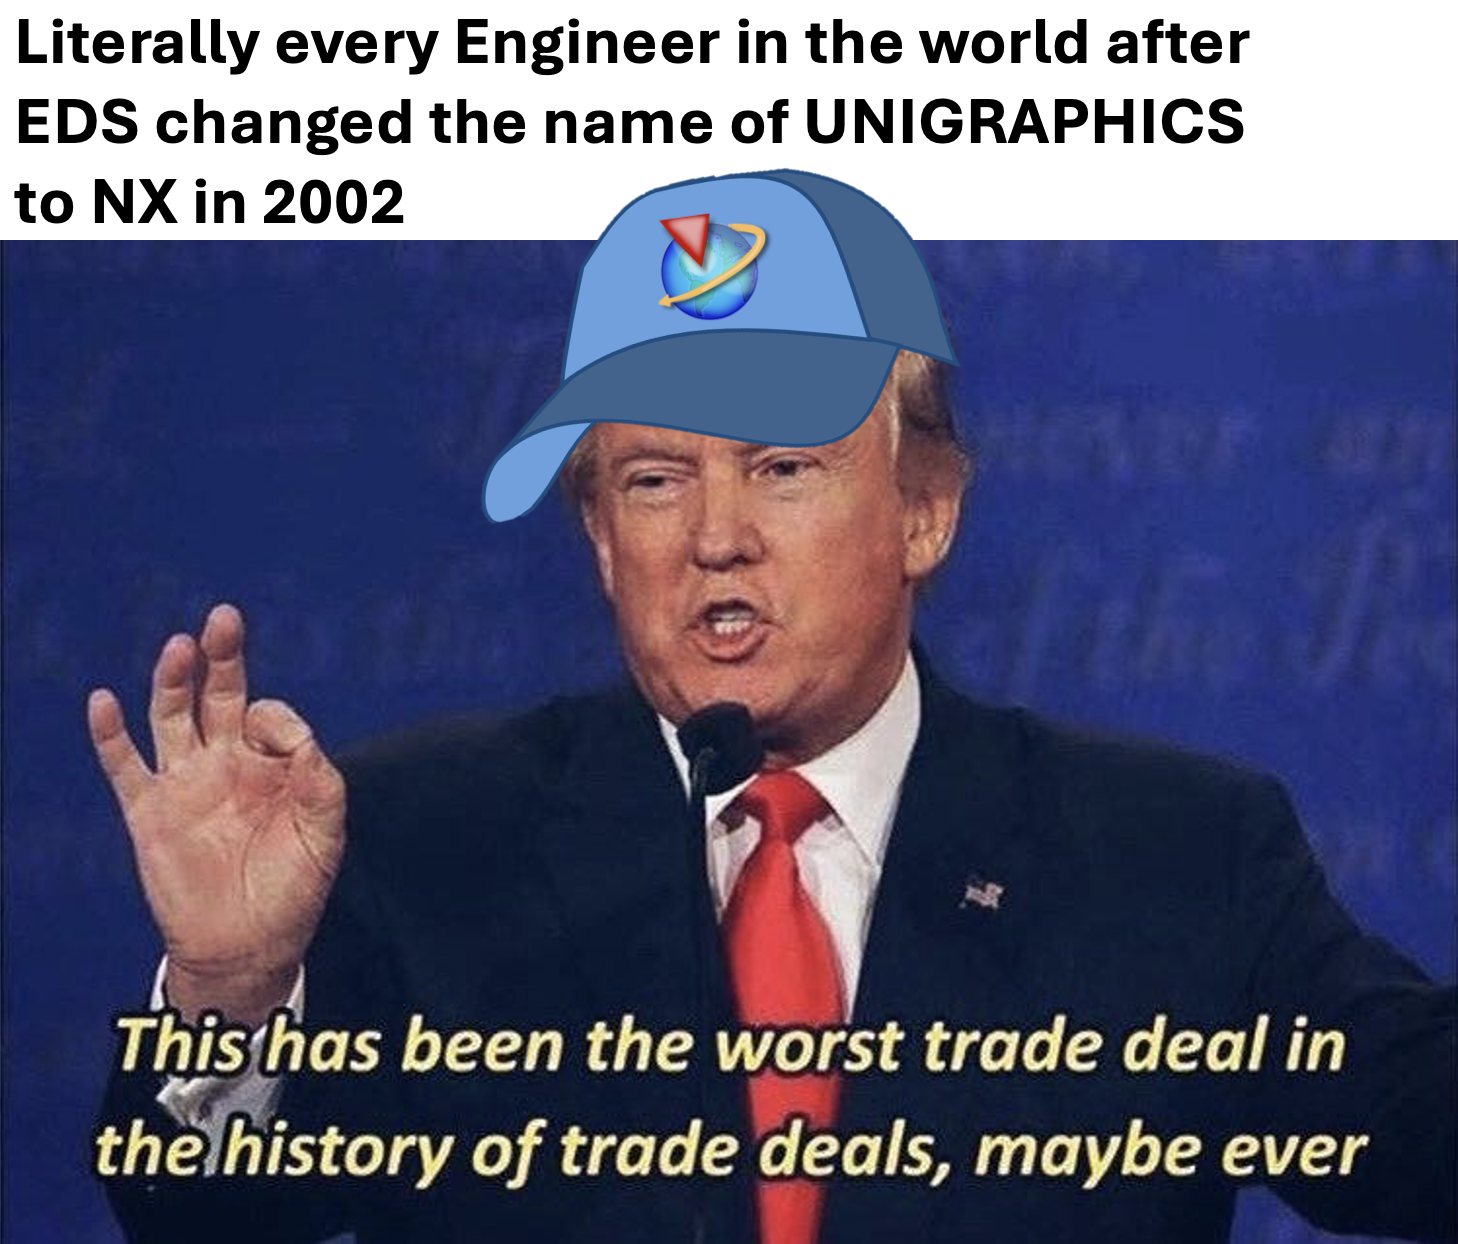 Literally every Engineer in the world after
EDS changed the name of UNIGRAPHICS
to NX in 2002
This has been the worst trade deal in
the history of trade deals, maybe ever